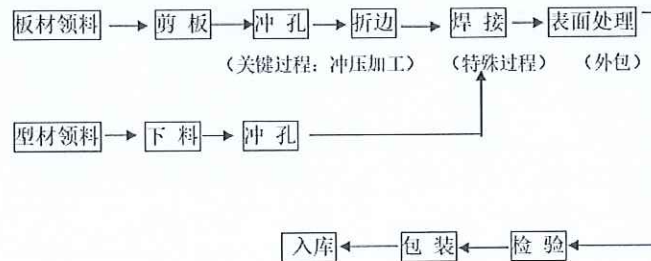 板材领料 剪 板 冲 孔 折边 焊 接 表面处理
（关键过程：冲压加工） （特殊过程） （外包）
型材领料 下 料 冲 孔
入库 包 装 检 验